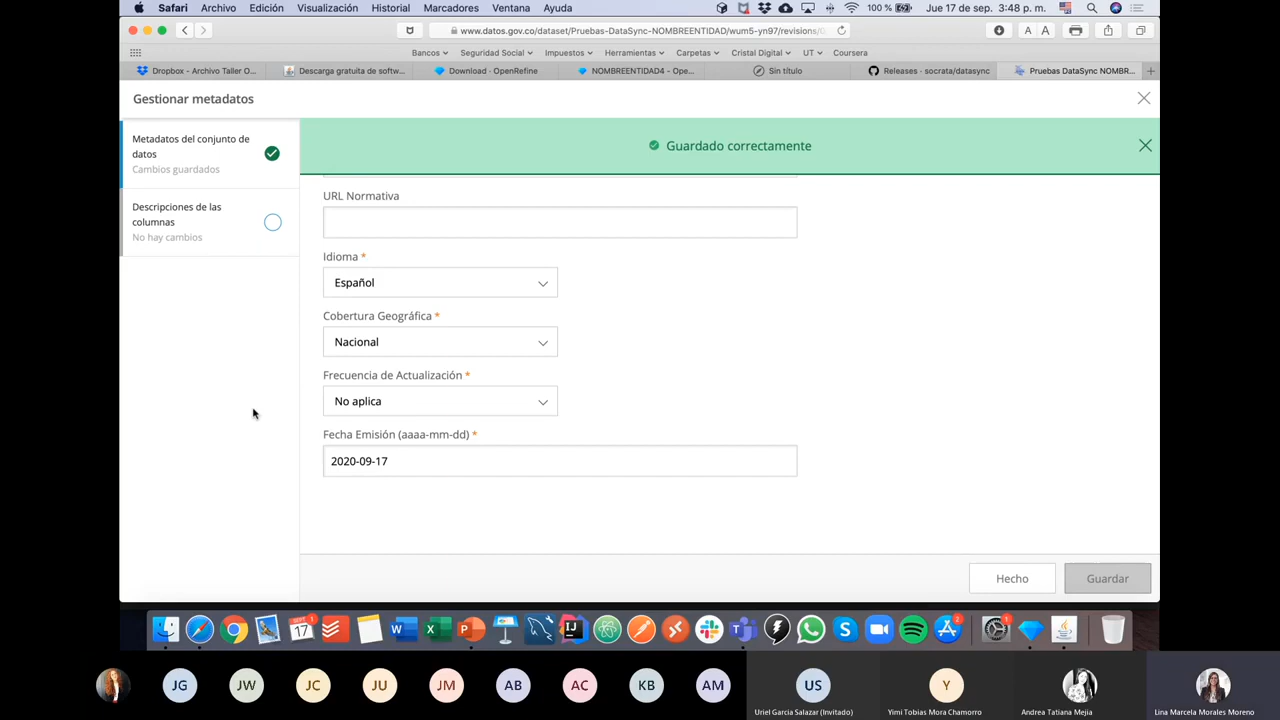 Safari Archivo Edición Visualización Historial Marcadores Ventana Ayuda 100 % Jue 17 de sep. 3:48 p. m.
www.datos.gov.co/dataset/Pruebas-DataSync-NOMBREENTIDAD/wum5-yn97/revisions/ A A
Bancos Seguridad Social Impuestos Herramientas Carpetas Cristal Digital UT Coursera
Dropbox - Archivo Taller O... Descarga gratuita de softw... Download · OpenRefine NOMBREENTIDAD4 - Ope... Sin título Releases · socrata/datasync Pruebas DataSync NOMB...
Gestionar metadatos
Metadatos del conjunto de
datos
Cambios guardados
Descripciones de las
columnas
No hay cambios
Guardado correctamente
URL Normativa
Idioma *
Español
Cobertura Geográfica *
Nacional
Frecuencia de Actualización *
No aplica
Fecha Emisión (aaaa-mm-dd) *
2020-09-17
Hecho Guardar
JG JW JC JU JM AB AC KB AM US Y
Uriel Garcia Salazar (Invitado) Yimi Tobias Mora Chamorro Andrea Tatiana Mejia Lina Marcela Morales Moreno